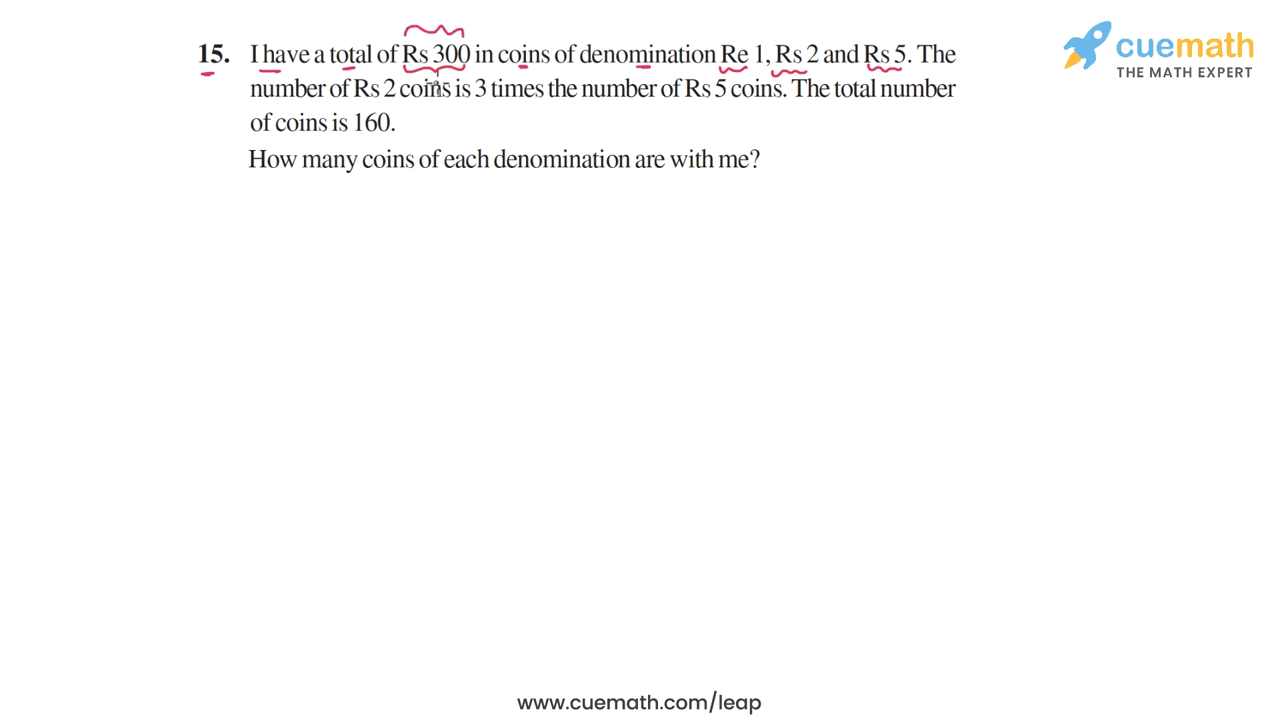 15. I have a total of Rs 300 in coins of denomination Re 1, Rs 2 and Rs 5. The
number of Rs 2 coins is 3 times the number of Rs 5 coins. The total number
of coins is 160.
How many coins of each denomination are with me?
cuemath
THE MATH EXPERT
www.cuemath.com/leap